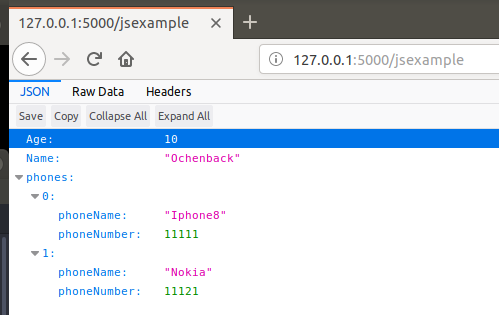 127.0.0.1:5000/jsexample
127.0.0.1:5000/jsexample
JSON Raw Data Headers
Save Copy Collapse All Expand All
Age: 10
Name: "Ochenback"
phones:
0:
phoneName: "Iphone8"
phoneNumber: 11111
1:
phoneName: "Nokia"
phoneNumber: 11121